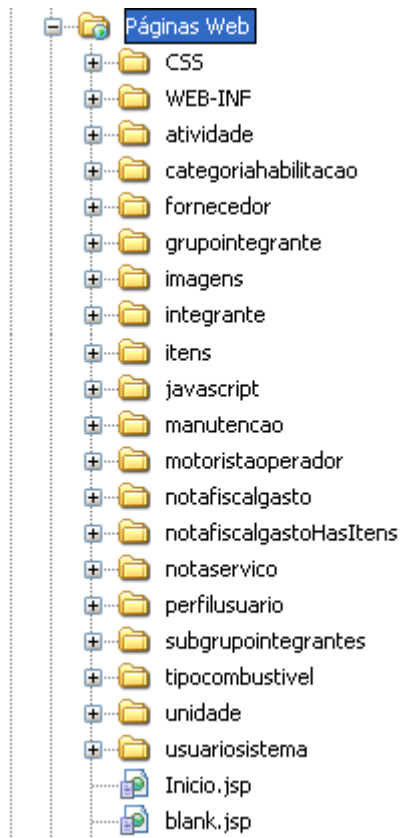 Páginas Web
CSS
WEB-INF
atividade
categoriahabilitacao
fornecedor
grupointegrante
imagens
integrante
itens
javascript
manutencao
motoristaoperador
notafiscalgasto
notafiscalgastoHasItens
notaservico
perfilusuario
subgrupointegrantes
tipocombustivel
unidade
usuariosistema
Inicio.jsp
blank.jsp